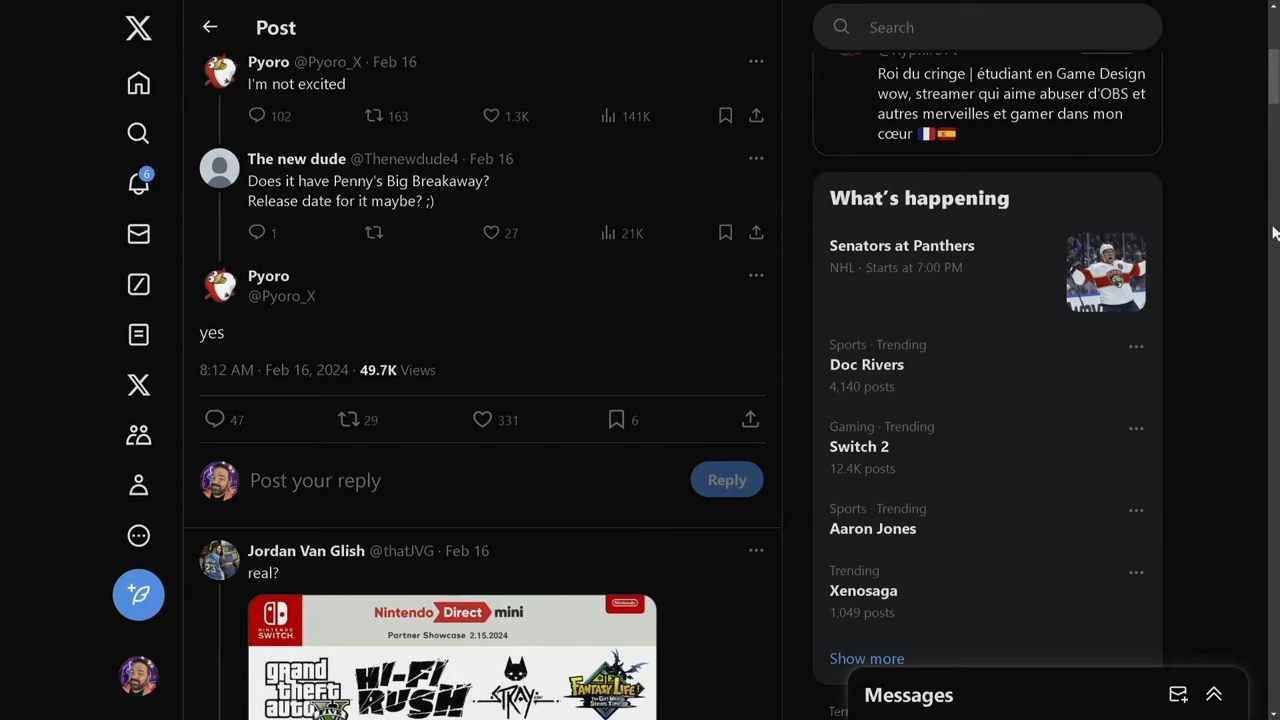 Post
Search
Pyoro @Pyoro_X · Feb 16
I'm not excited
102 163 1.3K 141K
The new dude @Thenewdude4 · Feb 16
Does it have Penny's Big Breakaway?
Release date for it maybe? ;)
1 27 21K
Pyoro
@Pyoro_X
yes
8:12 AM · Feb 16, 2024 · 49.7K Views
47 29 331 6
Post your reply
Reply
Jordan Van Glish @thatJVG · Feb 16
real?
NINTENDO
SWITCH
Nintendo Direct mini
Nintendo
Partner Showcase 2.15.2024
grand
theft
auto V
HI-FI
RUSH
STRAY
FANTASY LIFE
6
Roi du cringe | étudiant en Game Design
wow, streamer qui aime abuser d'OBS et
autres merveilles et gamer dans mon
cœur
What's happening
Senators at Panthers
NHL · Starts at 7:00 PM
Sports · Trending
Doc Rivers
4,140 posts
Gaming · Trending
Switch 2
12.4K posts
Sports · Trending
Aaron Jones
Trending
Xenosaga
1,049 posts
Show more
Messages